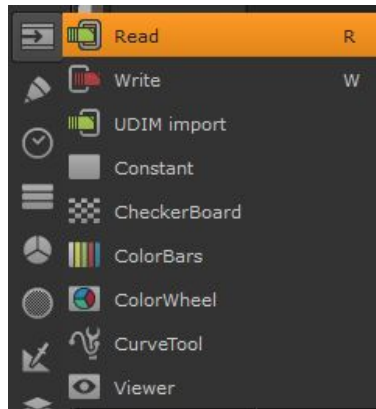 Read R
Write W
UDIM import
Constant
CheckerBoard
ColorBars
ColorWheel
CurveTool
Viewer